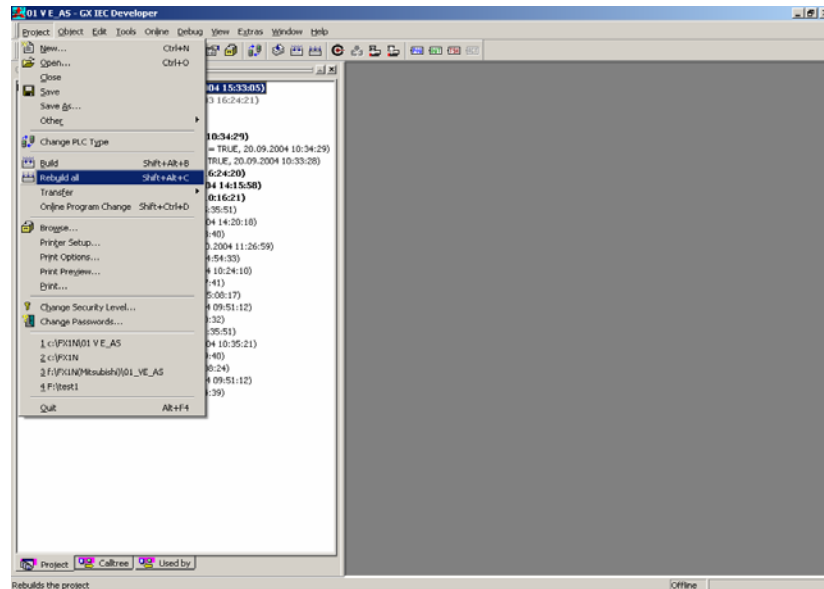 01 V E_AS - GX IEC Developer
Project Object Edit Tools Online Debug View Extras Window Help
New... Ctrl+N
Open... Ctrl+O
Close
Save
Save As...
Other
Change PLC Type
Build Shift+Alt+B
Rebuild all Shift+Alt+C
Transfer
Online Program Change Shift+Ctrl+D
Browse...
Printer Setup...
Print Options...
Print Preview...
Print...
Change Security Level...
Change Passwords...
1 c:\FX1N\01 V E_AS
2 c:\FX1N
3 f:\FX1N(Mitsubishi)\01_VE_AS
4 F:\test1
Quit Alt+F4
04 15:33:05)
03 16:24:21)
10:34:29)
= TRUE, 20.09.2004 10:34:29)
TRUE, 20.09.2004 10:33:28)
6:24:20)
04 14:15:58)
0:16:21)
:35:51)
04 14:20:18)
:40)
0.2004 11:26:59)
4:54:33)
4 10:24:10)
:41)
5:08:17)
4 09:51:12)
:32)
:35:51)
04 10:35:21)
:40)
8:24)
4 09:51:12)
:39)
Project Calltree Used by
Rebuilds the project Offline